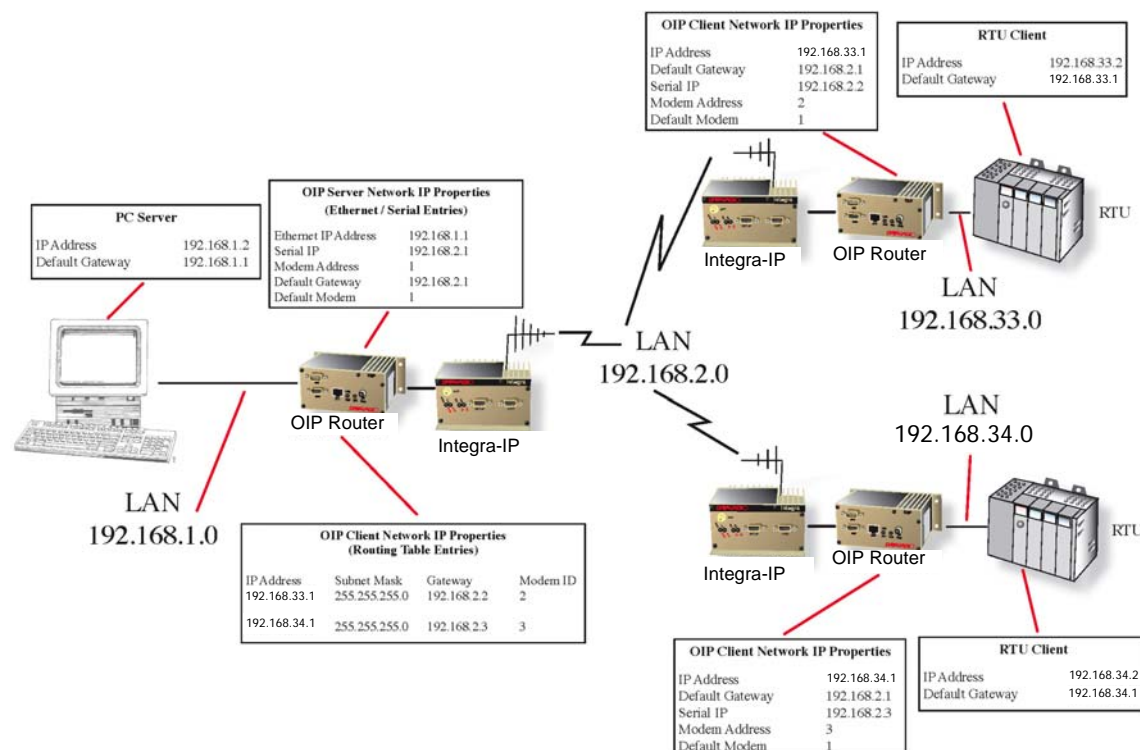 OIP Client Network IP Properties
IP Address 192.168.33.1
Default Gateway 192.168.2.1
Serial IP 192.168.2.2
Modem Address 2
Default Modem 1
RTU Client
IP Address 192.168.33.2
Default Gateway 192.168.33.1
OIP Server Network IP Properties
(Ethernet / Serial Entries)
Ethernet IP Address 192.168.1.1
Serial IP 192.168.2.1
Modem Address 1
Default Gateway 192.168.2.1
Default Modem 1
PC Server
IP Address 192.168.1.2
Default Gateway 192.168.1.1
Integra
Integra-IP
OIP Router
RTU
LAN
192.168.33.0
LAN
192.168.2.0
OIP Router
Integra
Integra-IP
LAN
192.168.1.0
LAN
192.168.34.0
Integra
Integra-IP
OIP Router
RTU
OIP Client Network IP Properties
(Routing Table Entries)
IP Address Subnet Mask Gateway Modem ID
192.168.33.1 255.255.255.0 192.168.2.2 2
192.168.34.1 255.255.255.0 192.168.2.3 3
OIP Client Network IP Properties
IP Address 192.168.34.1
Default Gateway 192.168.2.1
Serial IP 192.168.2.3
Modem Address 3
Default Modem 1
RTU Client
IP Address 192.168.34.2
Default Gateway 192.168.34.1